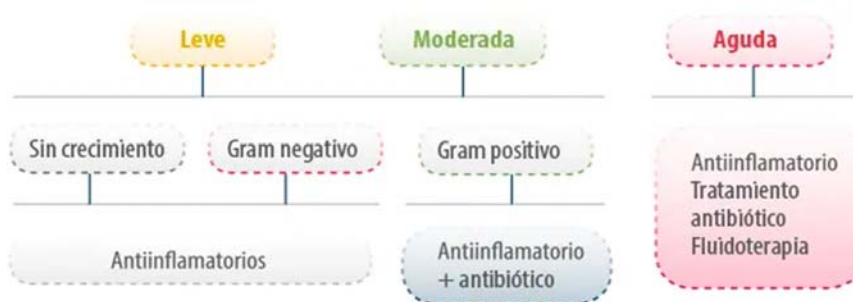 Leve
Moderada
Aguda
Sin crecimiento
Gram negativo
Gram positivo
Antiinflamatorios
Antiinflamatorio
+ antibiótico
Antiinflamatorio
Tratamiento
antibiótico
Fluidoterapia